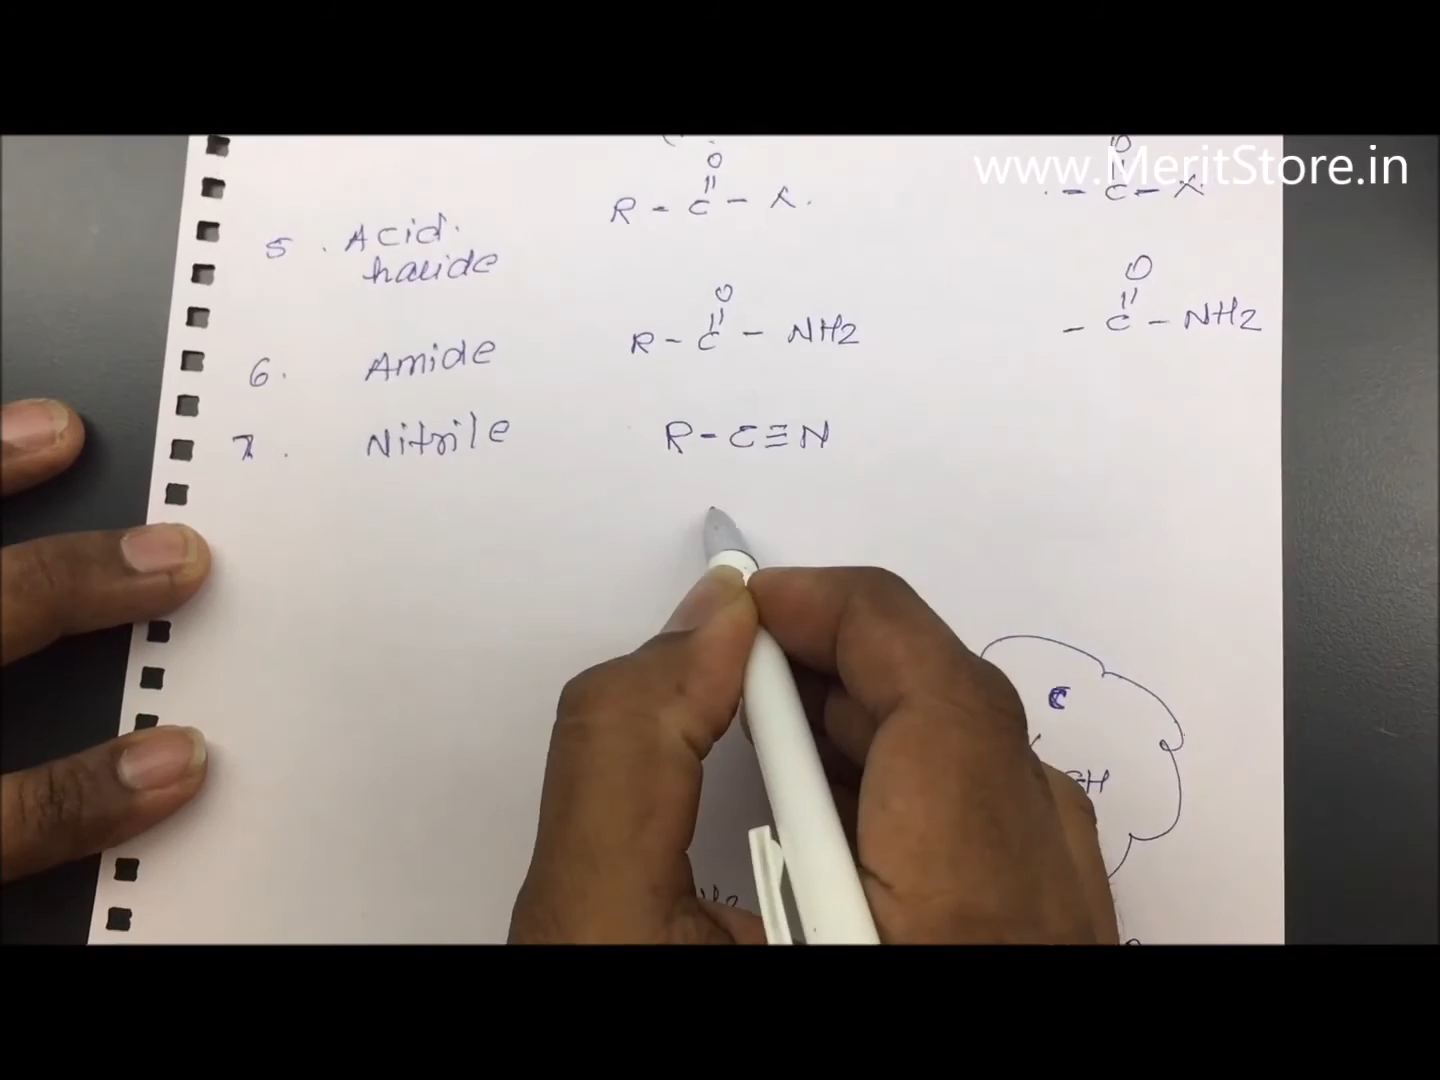 www.MeritStore.in
O
||
5. Acid halide R - C - X. - C - X
O
||
6. Amide R - C - NH2 - C - NH2
7. Nitrile R - C≡N
C